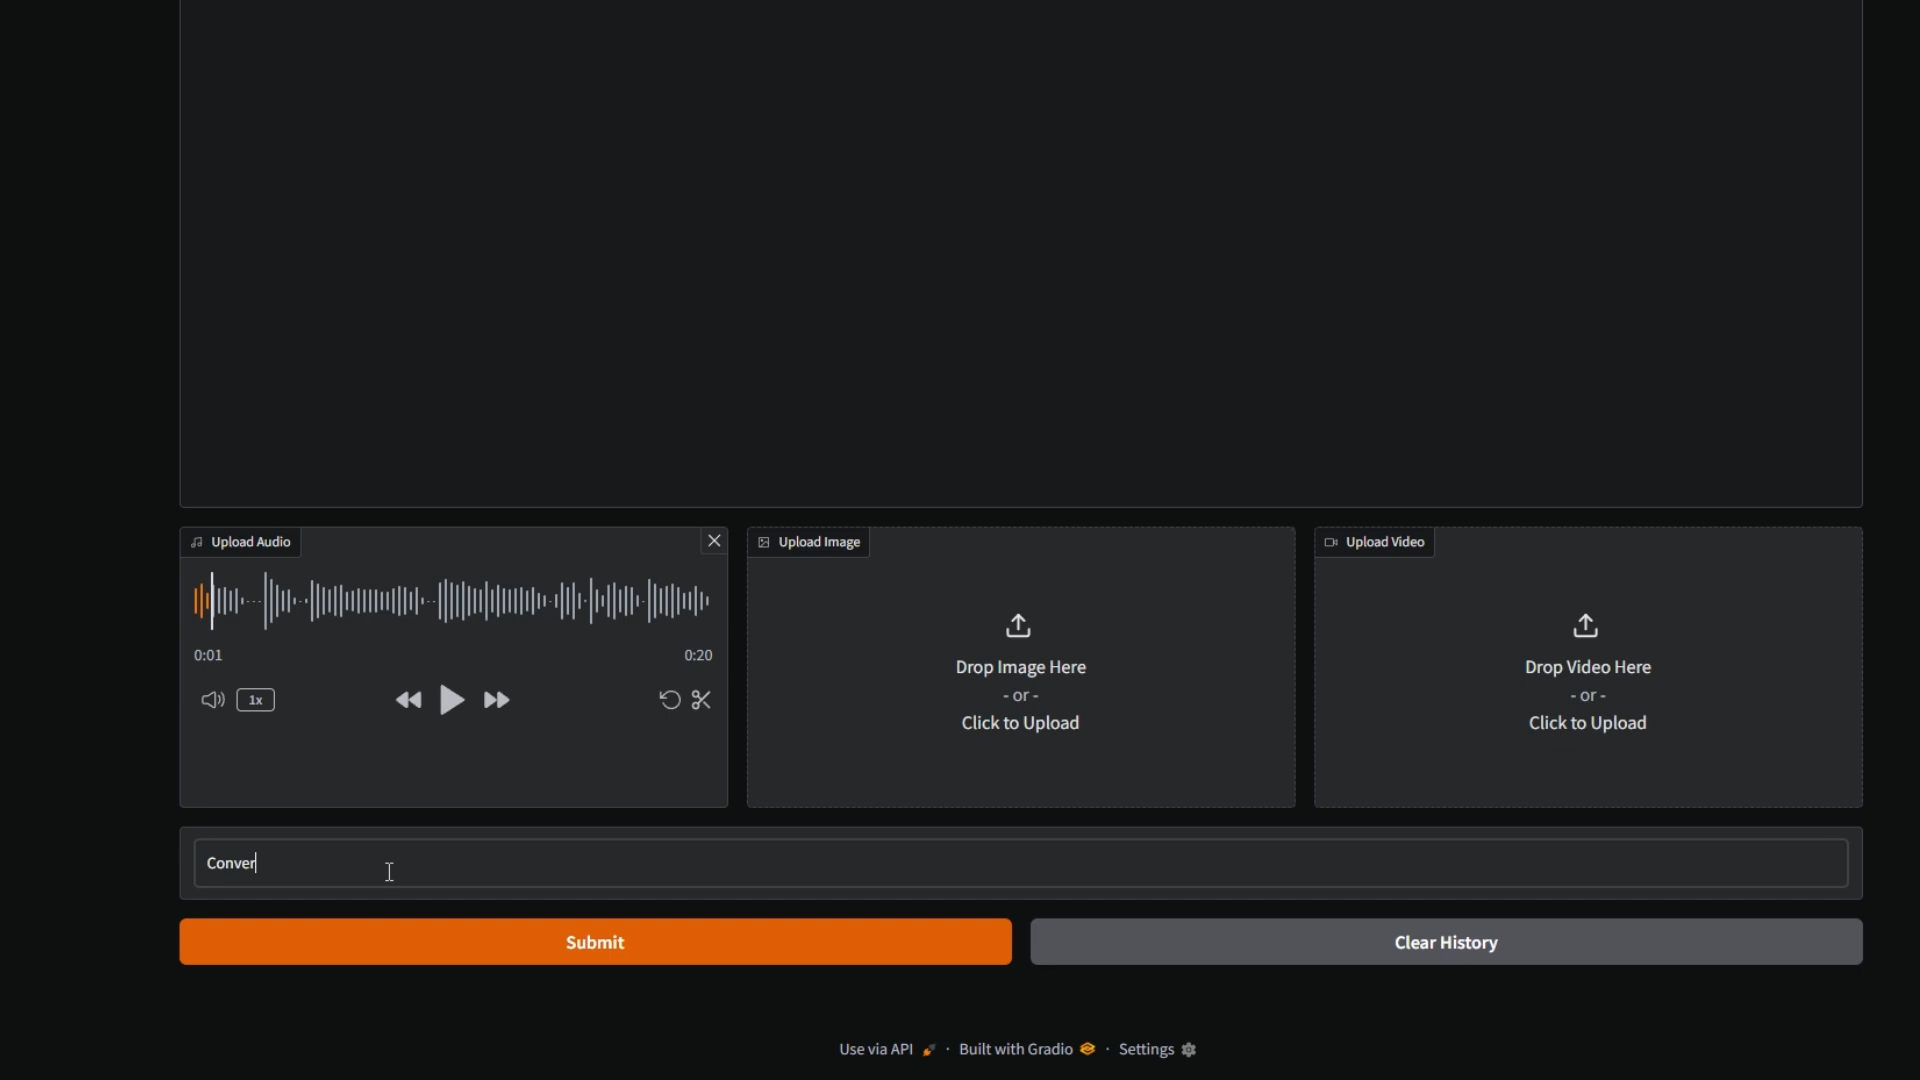 Upload Audio
Upload Image
Upload Video
0:01
0:20
1x
Drop Image Here
- or -
Click to Upload
Drop Video Here
- or -
Click to Upload
Conver
Submit
Clear History
Use via API · Built with Gradio · Settings